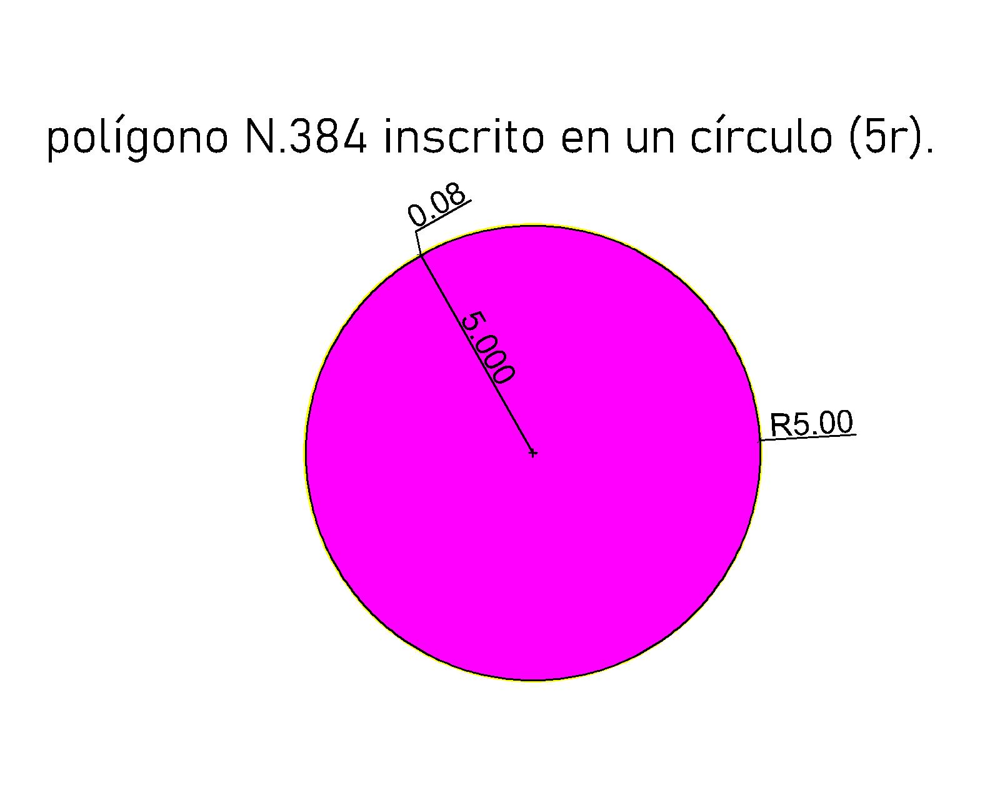 polígono N.384 inscrito en un círculo (5r).
0.08
5.000
R5.00